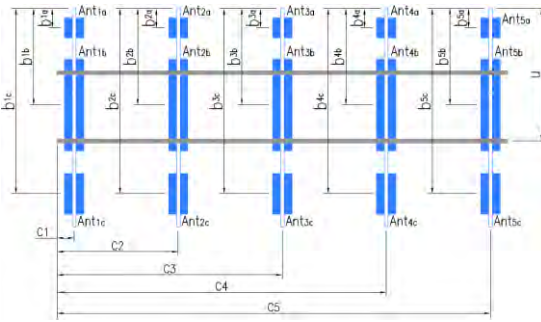 Ant1a Ant2a Ant3a Ant4a Ant5a
b1a b2a b3a b4a b5a
Ant1b Ant2b Ant3b Ant4b Ant5b
b1b b2b b3b b4b b5b
b1c b2c b3c b4c b5c
Ant1c Ant2c Ant3c Ant4c Ant5c
C1
C2
C3
C4
C5